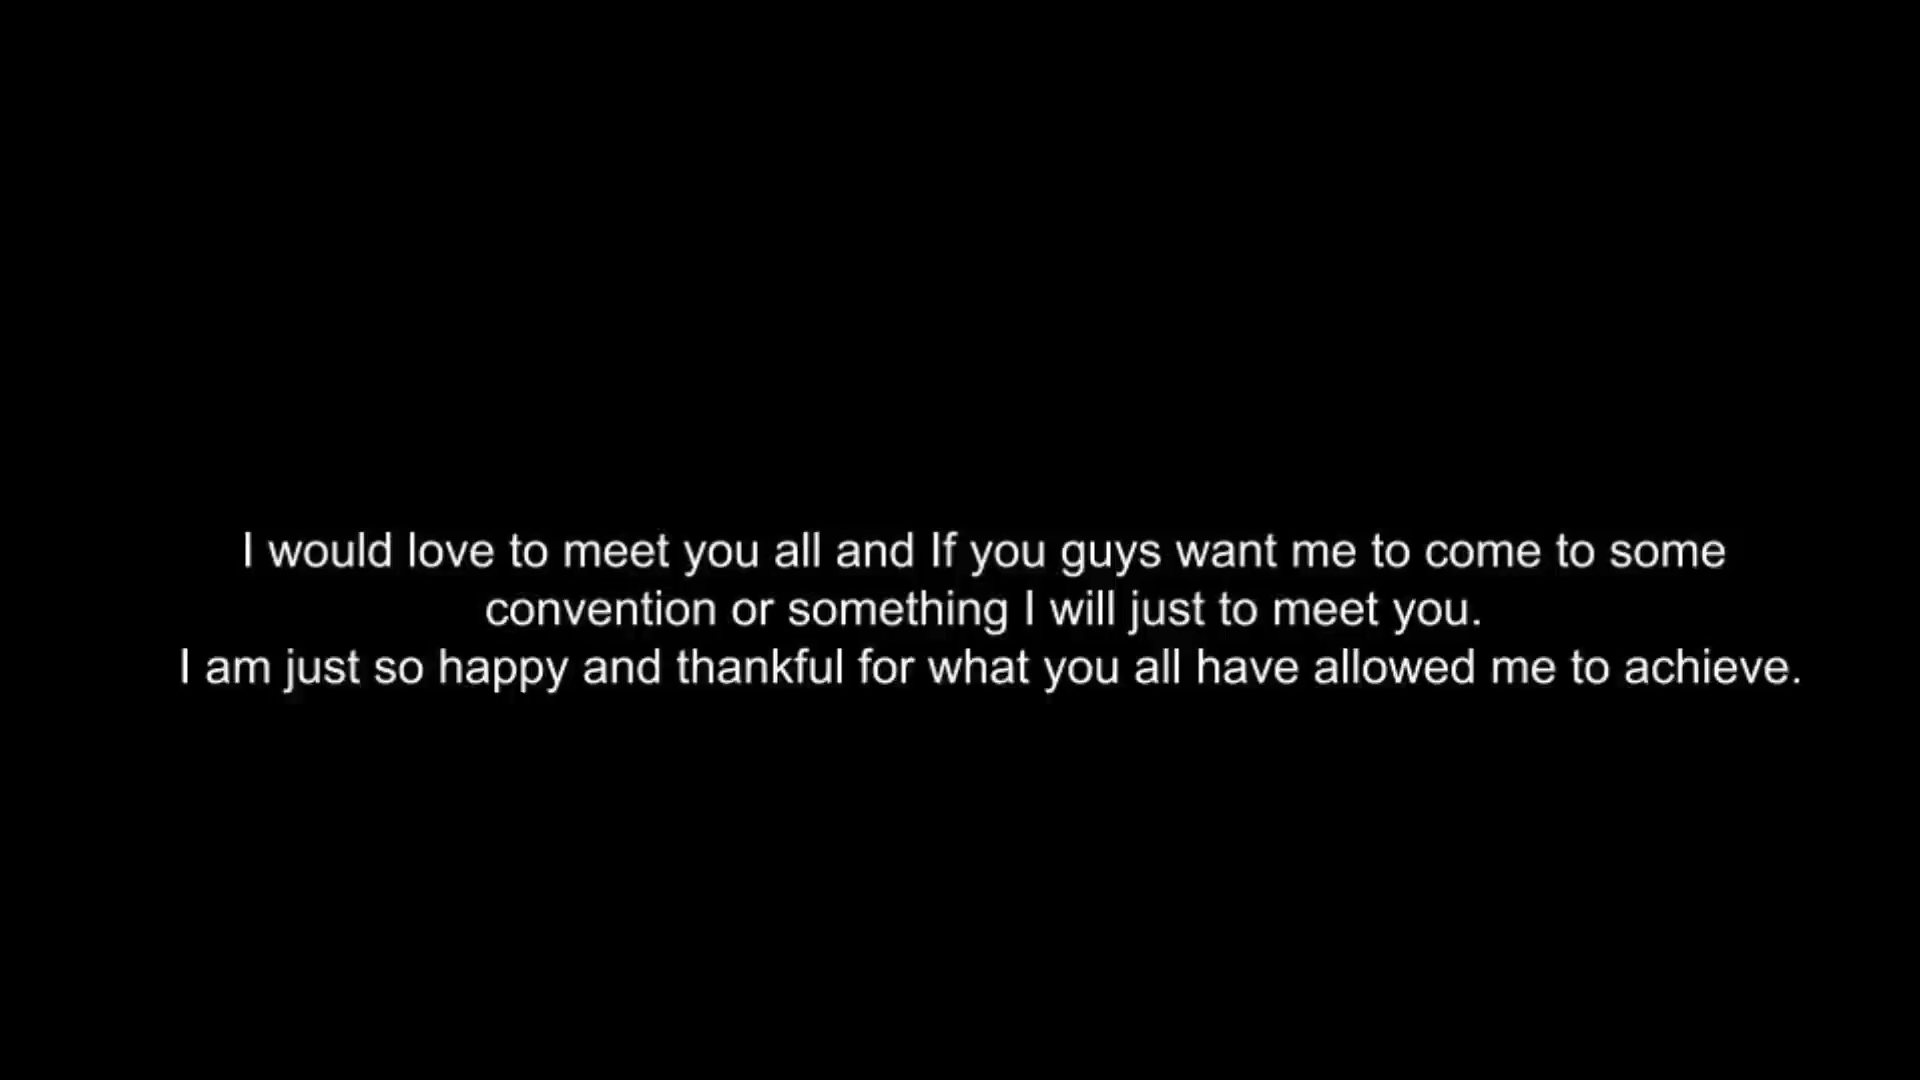 I would love to meet you all and If you guys want me to come to some
convention or something I will just to meet you.
I am just so happy and thankful for what you all have allowed me to achieve.